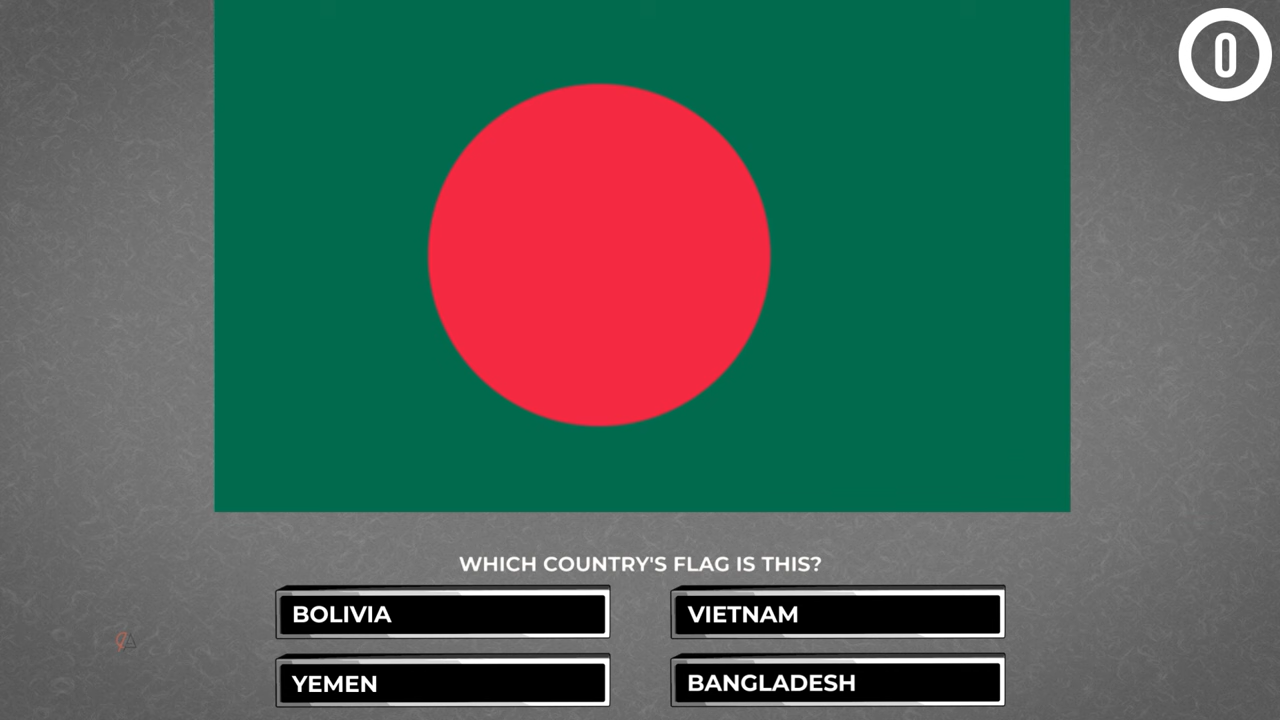 0
WHICH COUNTRY'S FLAG IS THIS?
BOLIVIA
VIETNAM
YEMEN
BANGLADESH